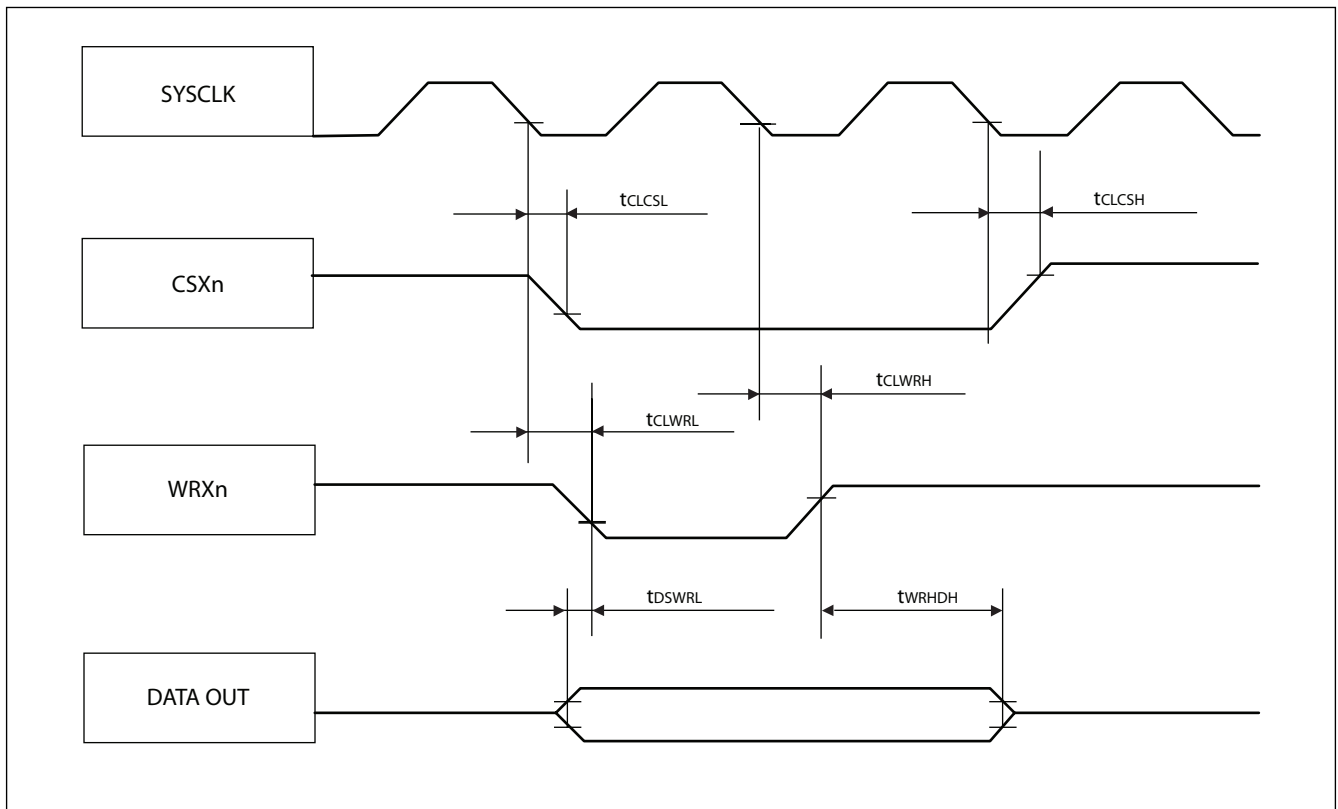 SYSCLK
tCLCSL
tCLCSH
CSXn
tCLWRH
tCLWRL
WRXn
tDSWRL
tWRHDH
DATA OUT